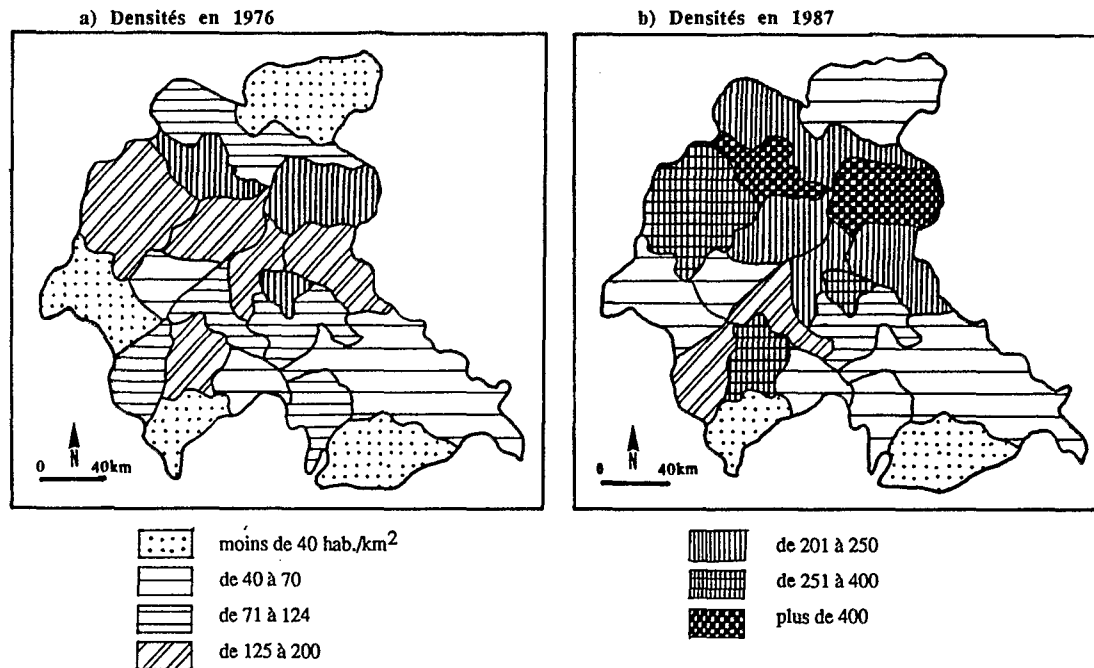 a) Densités en 1976
b) Densités en 1987
N
0 40km
N
0 40km
moins de 40 hab./km²
de 40 à 70
de 71 à 124
de 125 à 200
de 201 à 250
de 251 à 400
plus de 400